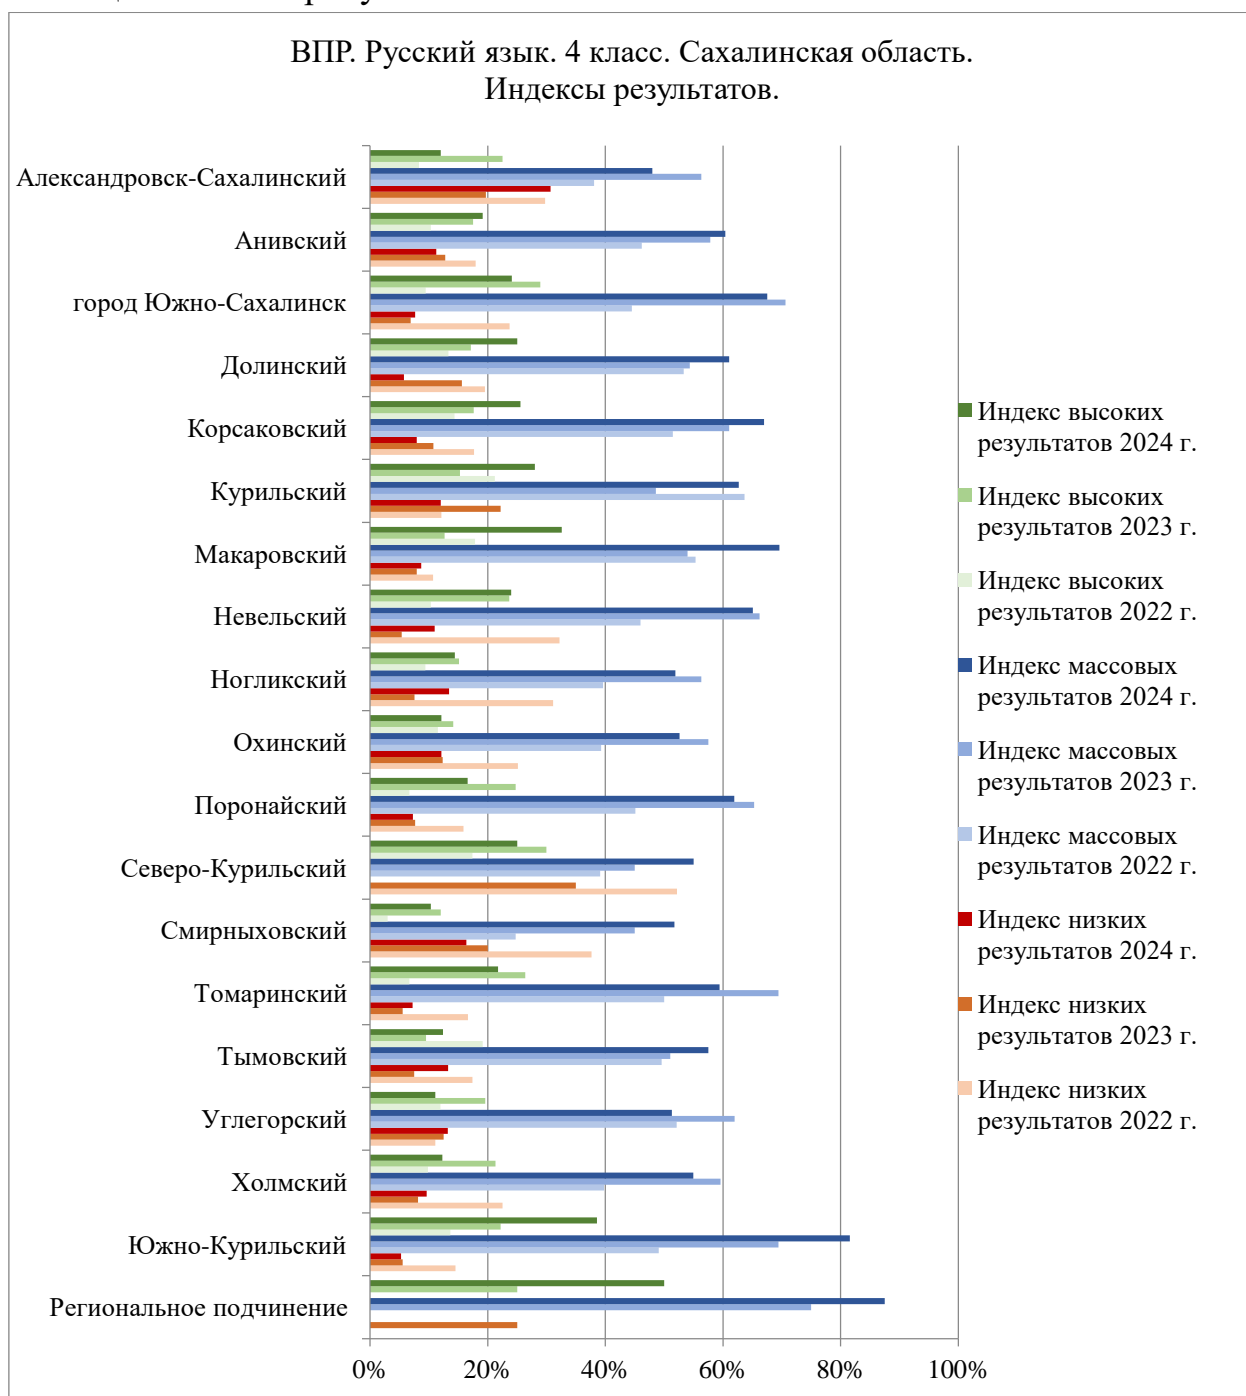 ВПР. Русский язык. 4 класс. Сахалинская область.
Индексы результатов.
Александровск-Сахалинский
Анивский
город Южно-Сахалинск
Долинский
Корсаковский
Курильский
Макаровский
Невельский
Ногликский
Охинский
Поронайский
Северо-Курильский
Смирныховский
Томаринский
Тымовский
Углегорский
Холмский
Южно-Курильский
Региональное подчинение
0%
20%
40%
60%
80%
100%
Индекс высоких
результатов 2024 г.
Индекс высоких
результатов 2023 г.
Индекс высоких
результатов 2022 г.
Индекс массовых
результатов 2024 г.
Индекс массовых
результатов 2023 г.
Индекс массовых
результатов 2022 г.
Индекс низких
результатов 2024 г.
Индекс низких
результатов 2023 г.
Индекс низких
результатов 2022 г.